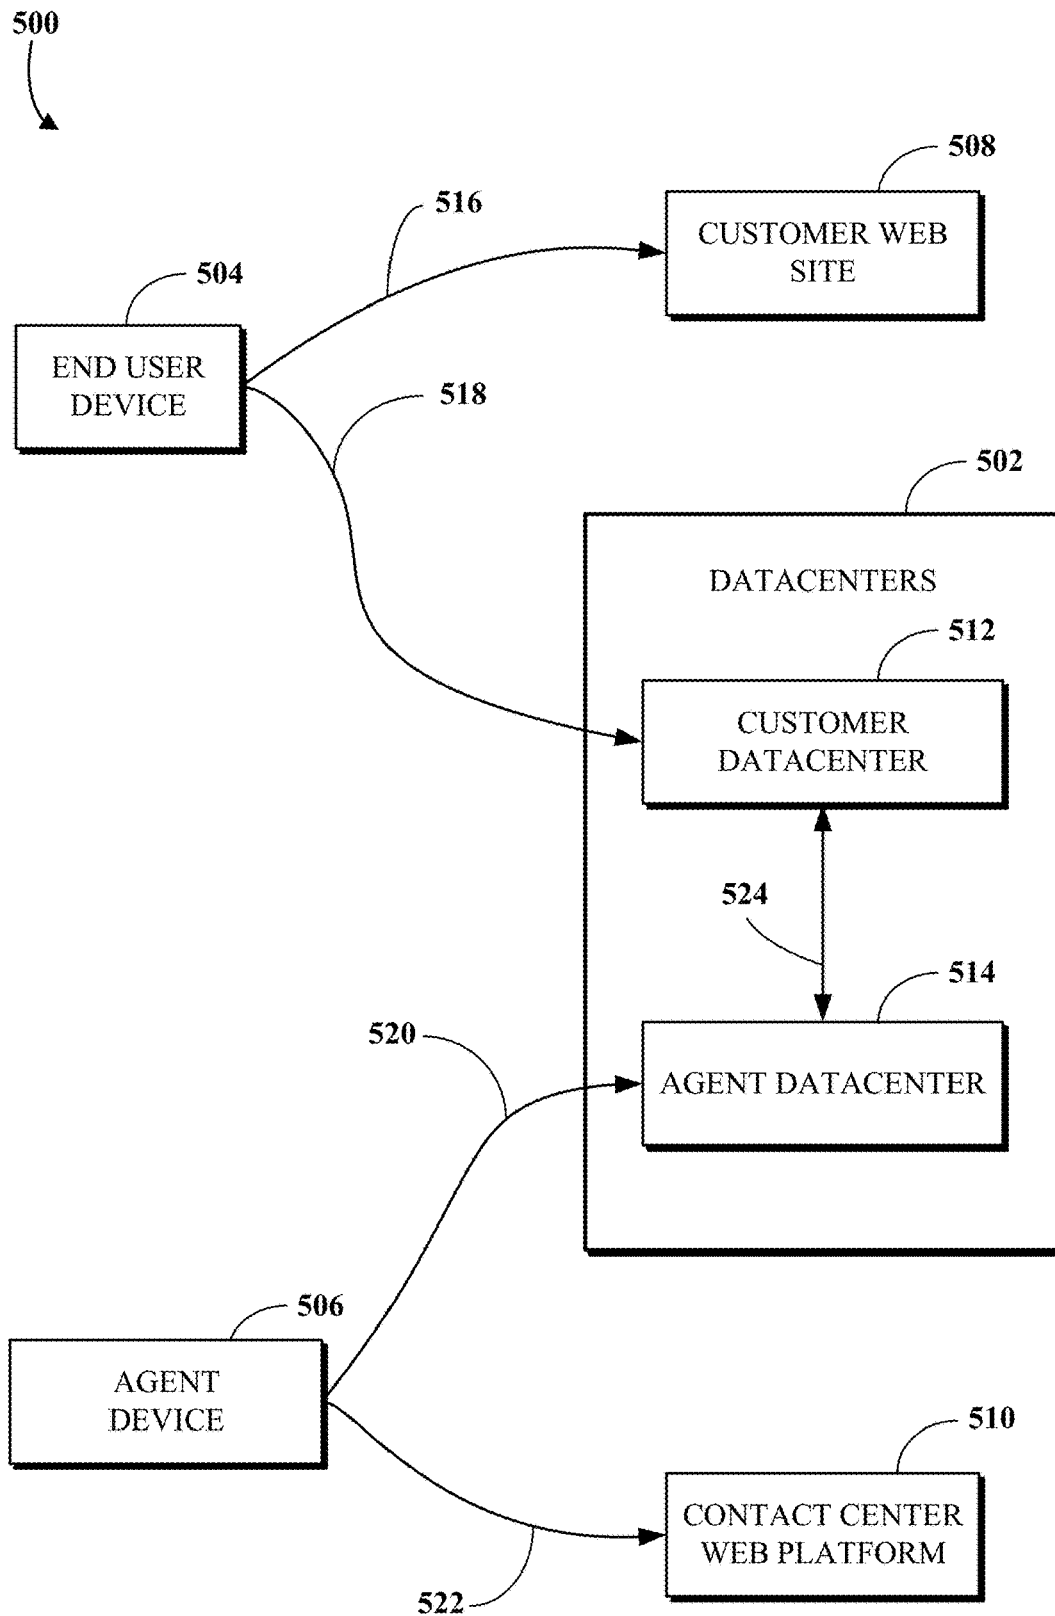 500
508
516
CUSTOMER WEB
SITE
504
END USER
DEVICE
518
502
DATACENTERS
512
CUSTOMER
DATACENTER
524
514
520
AGENT DATACENTER
506
AGENT
DEVICE
510
CONTACT CENTER
WEB PLATFORM
522